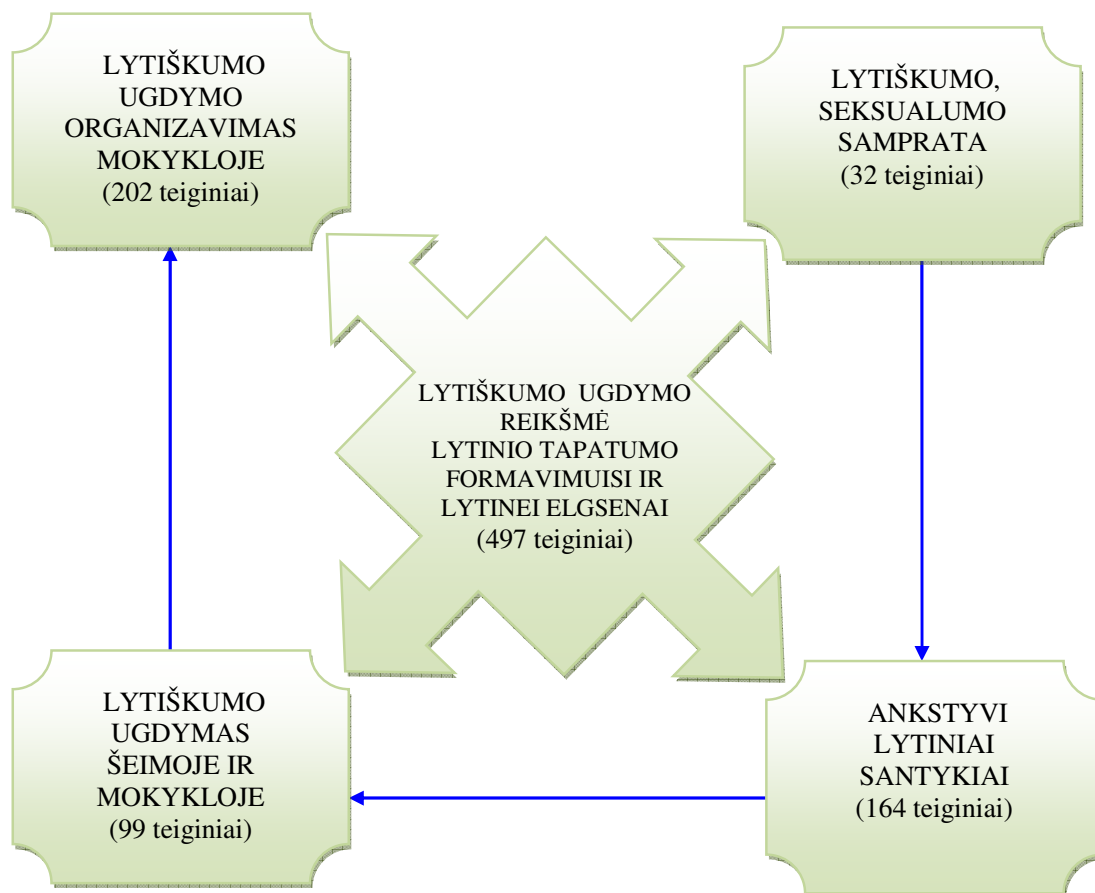 LYTIŠKUMO
UGDYMO
ORGANIZAVIMAS
MOKYKLOJE
(202 teiginiai)
LYTIŠKUMO,
SEKSUALUMO
SAMPRATA
(32 teiginiai)
LYTIŠKUMO UGDYMO
REIKŠMĖ
LYTINIO TAPATUMO
FORMAVIMUISI IR
LYTINEI ELGSENAI
(497 teiginiai)
LYTIŠKUMO
UGDYMAS
ŠEIMOJE IR
MOKYKLOJE
(99 teiginiai)
ANKSTYVI
LYTINIAI
SANTYKIAI
(164 teiginiai)